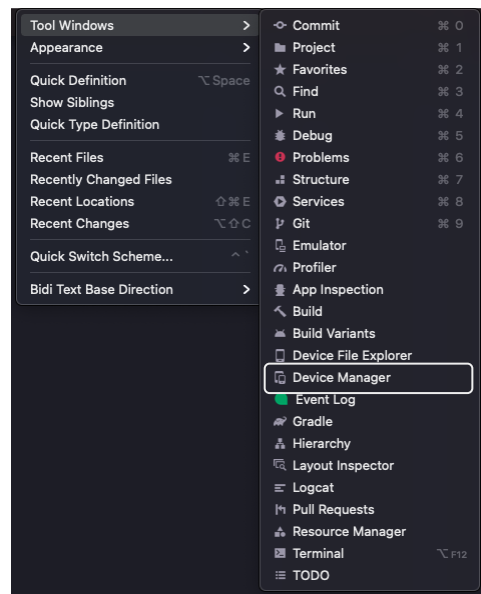 Tool Windows >
Appearance >
Quick Definition ⌥ Space
Show Siblings
Quick Type Definition
Recent Files ⌘ E
Recently Changed Files
Recent Locations ⇧ ⌘ E
Recent Changes ⌥ ⇧ C
Quick Switch Scheme... ^ `
Bidi Text Base Direction >
Commit ⌘ 0
Project ⌘ 1
Favorites ⌘ 2
Find ⌘ 3
Run ⌘ 4
Debug ⌘ 5
Problems ⌘ 6
Structure ⌘ 7
Services ⌘ 8
Git ⌘ 9
Emulator
Profiler
App Inspection
Build
Build Variants
Device File Explorer
Device Manager
Event Log
Gradle
Hierarchy
Layout Inspector
Logcat
Pull Requests
Resource Manager
Terminal ⌥ F12
TODO